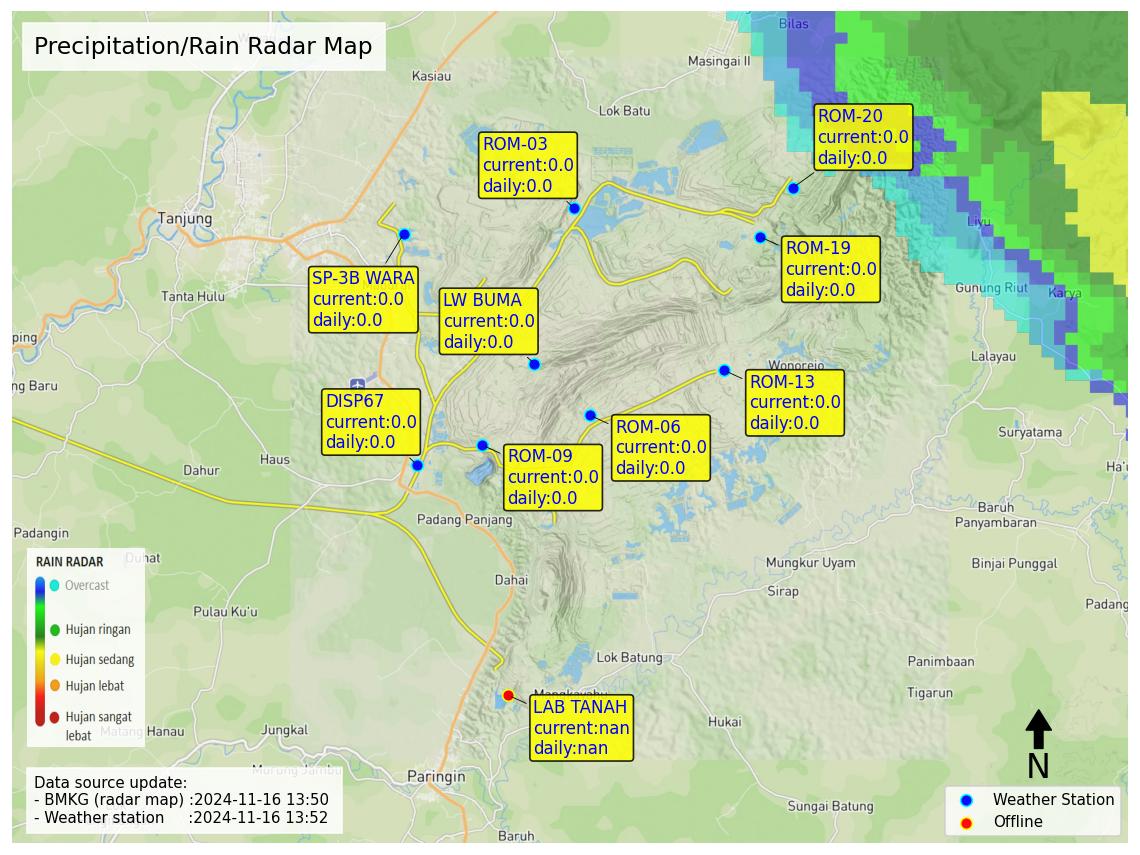 Precipitation/Rain Radar Map
Bilas
Masingai II
Kasiau
Lok Batu
ROM-20
current:0.0
daily:0.0
ROM-03
current:0.0
daily:0.0
Tanjung
Liyu
ROM-19
current:0.0
daily:0.0
SP-3B WARA
current:0.0
daily:0.0
Tanta Hulu
LW BUMA
current:0.0
daily:0.0
Gunung Riut
Karya
ping
Lalayau
Wonorejo
ng Baru
ROM-13
current:0.0
daily:0.0
DISP67
current:0.0
daily:0.0
ROM-06
current:0.0
daily:0.0
Suryatama
ROM-09
current:0.0
daily:0.0
Haus
Dahur
Ha'u
Baruh
Panyambaran
Padang Panjang
Padangin
Duhat
Mungkur Uyam
Binjai Punggal
Dahai
Sirap
Padang
Pulau Ku'u
RAIN RADAR
Overcast
Hujan ringan
Hujan sedang
Hujan lebat
Hujan sangat
lebat
Lok Batung
Panimbaan
Tigarun
Mangkayahu
LAB TANAH
current:nan
daily:nan
Hukai
Matang Hanau
Jungkal
Murung Jambu
Paringin
N
Data source update:
- BMKG (radar map) :2024-11-16 13:50
- Weather station :2024-11-16 13:52
Sungai Batung
Baruh
Weather Station
Offline